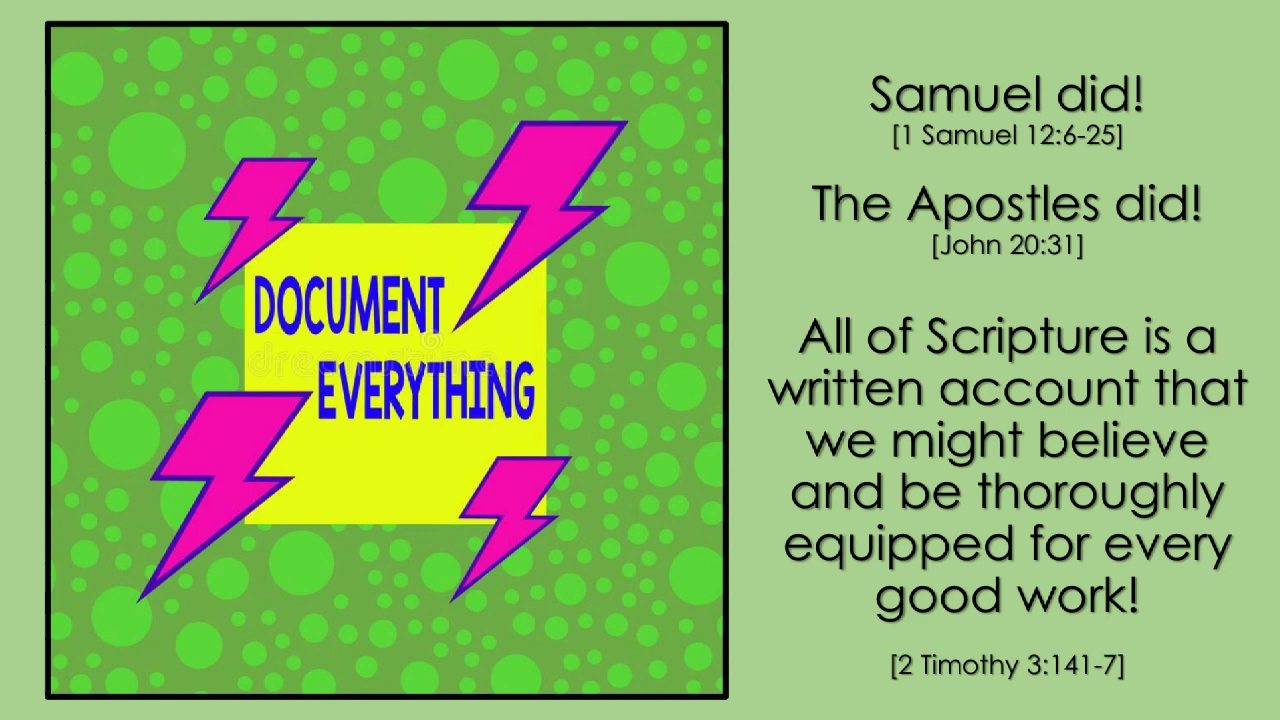 DOCUMENT
EVERYTHING
dreamstime
Samuel did!
[1 Samuel 12:6-25]
The Apostles did!
[John 20:31]
All of Scripture is a
written account that
we might believe
and be thoroughly
equipped for every
good work!
[2 Timothy 3:141-7]